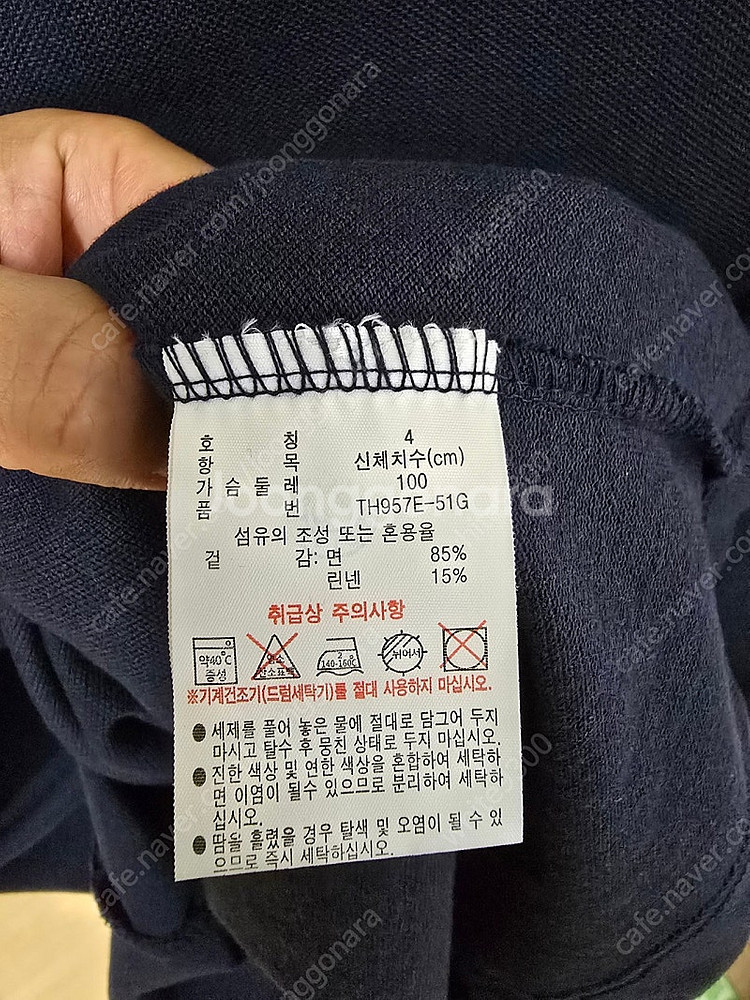 호 칭 4
항 목 신체치수(cm)
가슴둘레 100
품 번 TH957E-51G
섬유의 조성 또는 혼용율
겉 감: 면 85%
린넨 15%
취급상 주의사항
약40℃ 중성
염소 산소표백
2 140-160℃
뉘어서
※기계건조기(드럼세탁기)를 절대 사용하지 마십시오.
● 세제를 풀어 놓은 물에 절대로 담그어 두지
마시고 탈수 후 뭉친 상태로 두지 마십시오.
● 진한 색상 및 연한 색상을 혼합하여 세탁하
면 이염이 될수 있으므로 분리하여 세탁하
십시오.
● 땀을 흘렸을 경우 탈색 및 오염이 될 수 있
으므로 즉시 세탁하십시오.
Joonggonara
cafe.naver.com/joonggonara